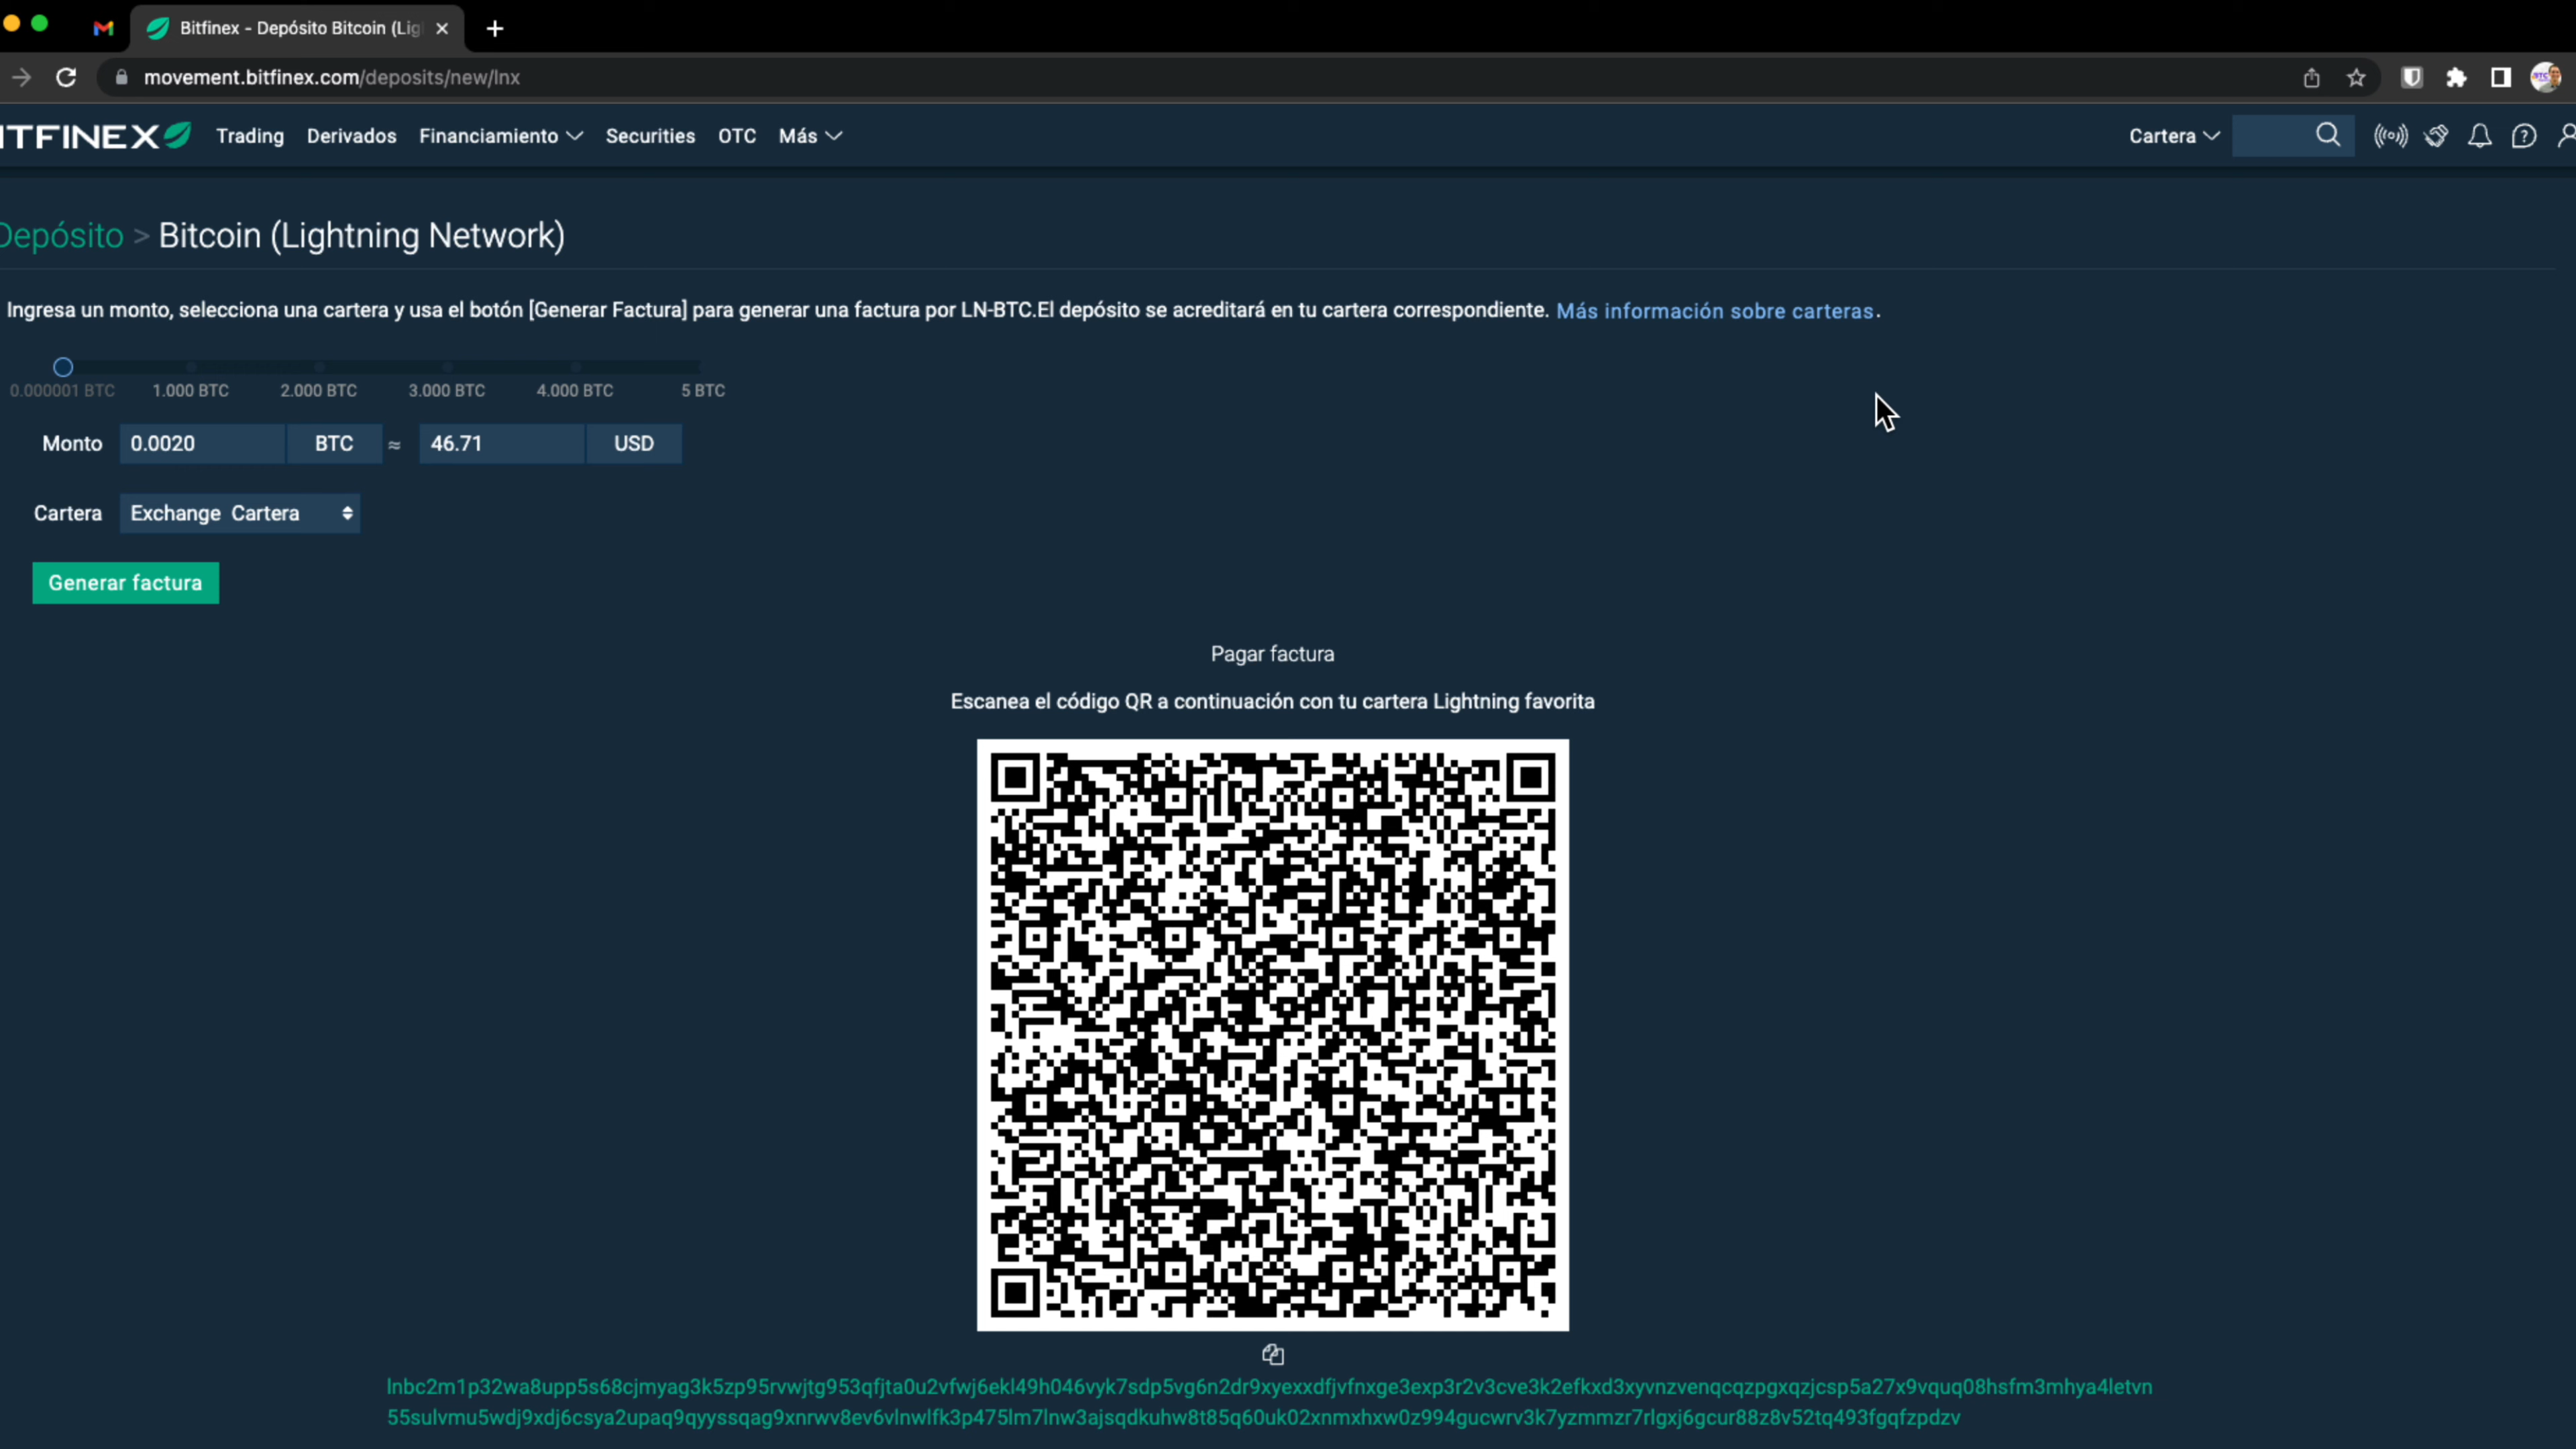 Bitfinex - Depósito Bitcoin (Lig
movement.bitfinex.com/deposits/new/lnx
ITFINEX Trading Derivados Financiamiento Securities OTC Más Cartera
Depósito > Bitcoin (Lightning Network)
Ingresa un monto, selecciona una cartera y usa el botón [Generar Factura] para generar una factura por LN-BTC.El depósito se acreditará en tu cartera correspondiente. Más información sobre carteras.
0.000001 BTC 1.000 BTC 2.000 BTC 3.000 BTC 4.000 BTC 5 BTC
Monto 0.0020 BTC ≈ 46.71 USD
Cartera Exchange Cartera
Generar factura
Pagar factura
Escanea el código QR a continuación con tu cartera Lightning favorita
lnbc2m1p32wa8upp5s68cjmyag3k5zp95rvwjtg953qfjta0u2vfwj6ekl49h046vyk7sdp5vg6n2dr9xyexxdfjvfnxge3exp3r2v3cve3k2efkxd3xyvnzvenqcqzpgxqzjcsp5a27x9vquq08hsfm3mhya4letvn
55sulvmu5wdj9xdj6csya2upaq9qyyssqag9xnrwv8ev6vlnwlfk3p475lm7lnw3ajsqdkuhw8t85q60uk02xnmxhxw0z994gucwrv3k7yzmmzr7rlgxj6gcur88z8v52tq493fgqfzpdzv